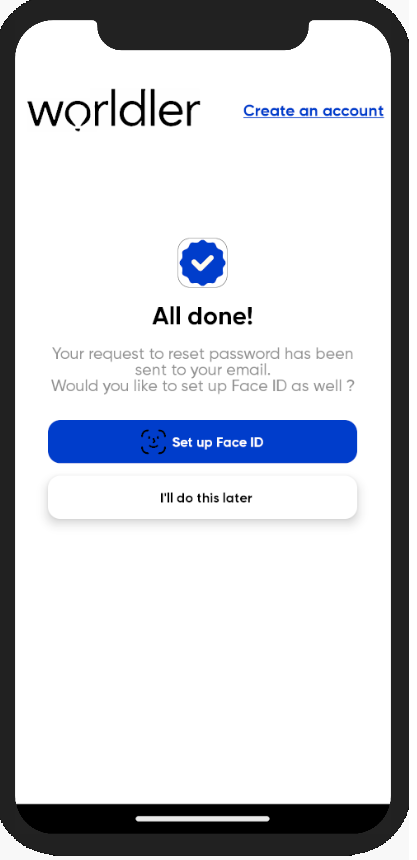 worldler
Create an account
All done!
Your request to reset password has been
sent to your email.
Would you like to set up Face ID as well ?
Set up Face ID
I'll do this later